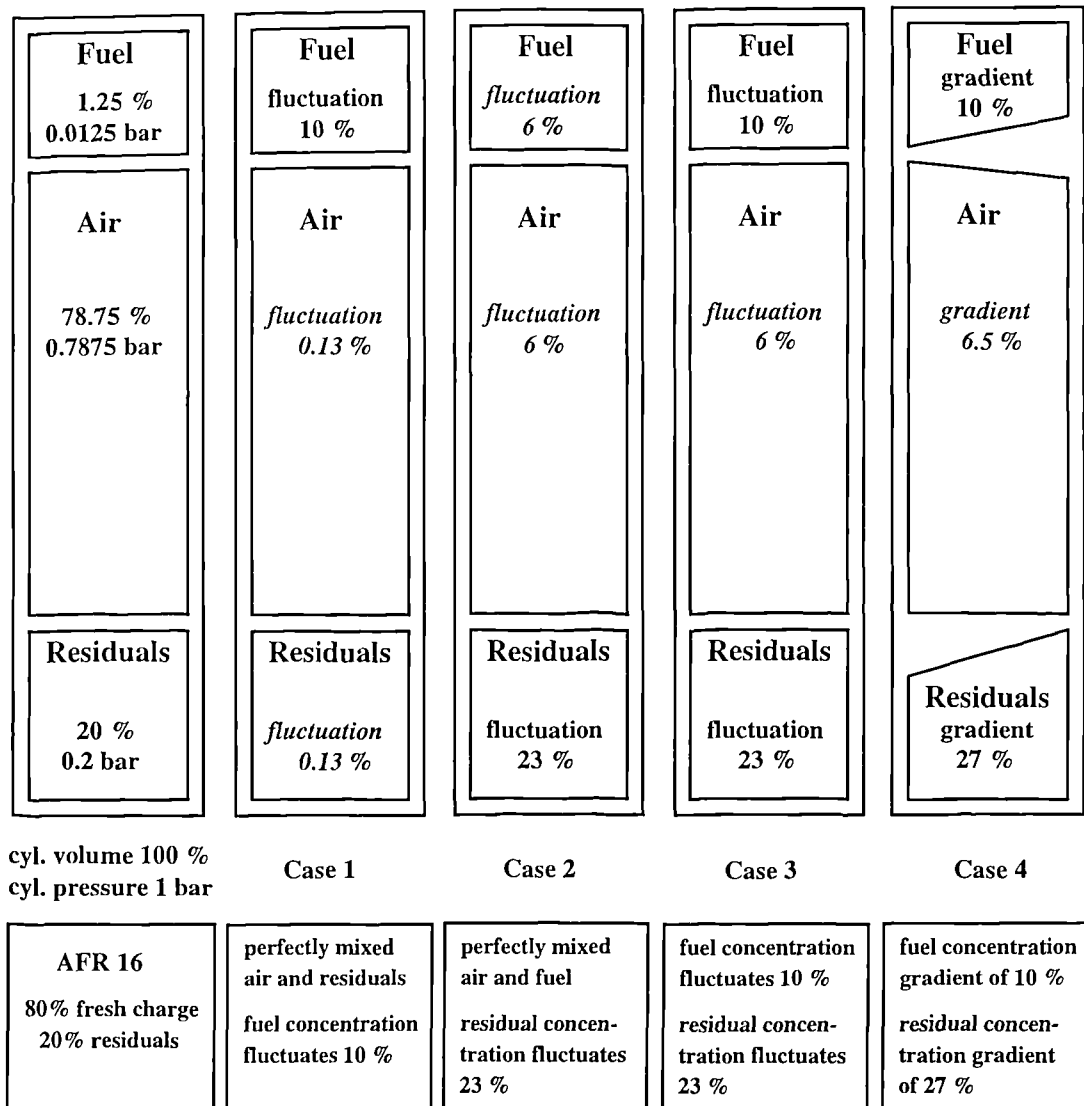 Fuel
1.25 %
0.0125 bar
Air
78.75 %
0.7875 bar
Residuals
20 %
0.2 bar
Fuel
fluctuation
10 %
Air
fluctuation
0.13 %
Residuals
fluctuation
0.13 %
Fuel
fluctuation
6 %
Air
fluctuation
6 %
Residuals
fluctuation
23 %
Fuel
fluctuation
10 %
Air
fluctuation
6 %
Residuals
fluctuation
23 %
Fuel
gradient
10 %
Air
gradient
6.5 %
Residuals
gradient
27 %
cyl. volume 100 %
cyl. pressure 1 bar
Case 1
Case 2
Case 3
Case 4
AFR 16
80% fresh charge
20% residuals
perfectly mixed
air and residuals
fuel concentration
fluctuates 10 %
perfectly mixed
air and fuel
residual concen-
tration fluctuates
23 %
fuel concentration
fluctuates 10 %
residual concen-
tration fluctuates
23 %
fuel concentration
gradient of 10 %
residual concen-
tration gradient
of 27 %